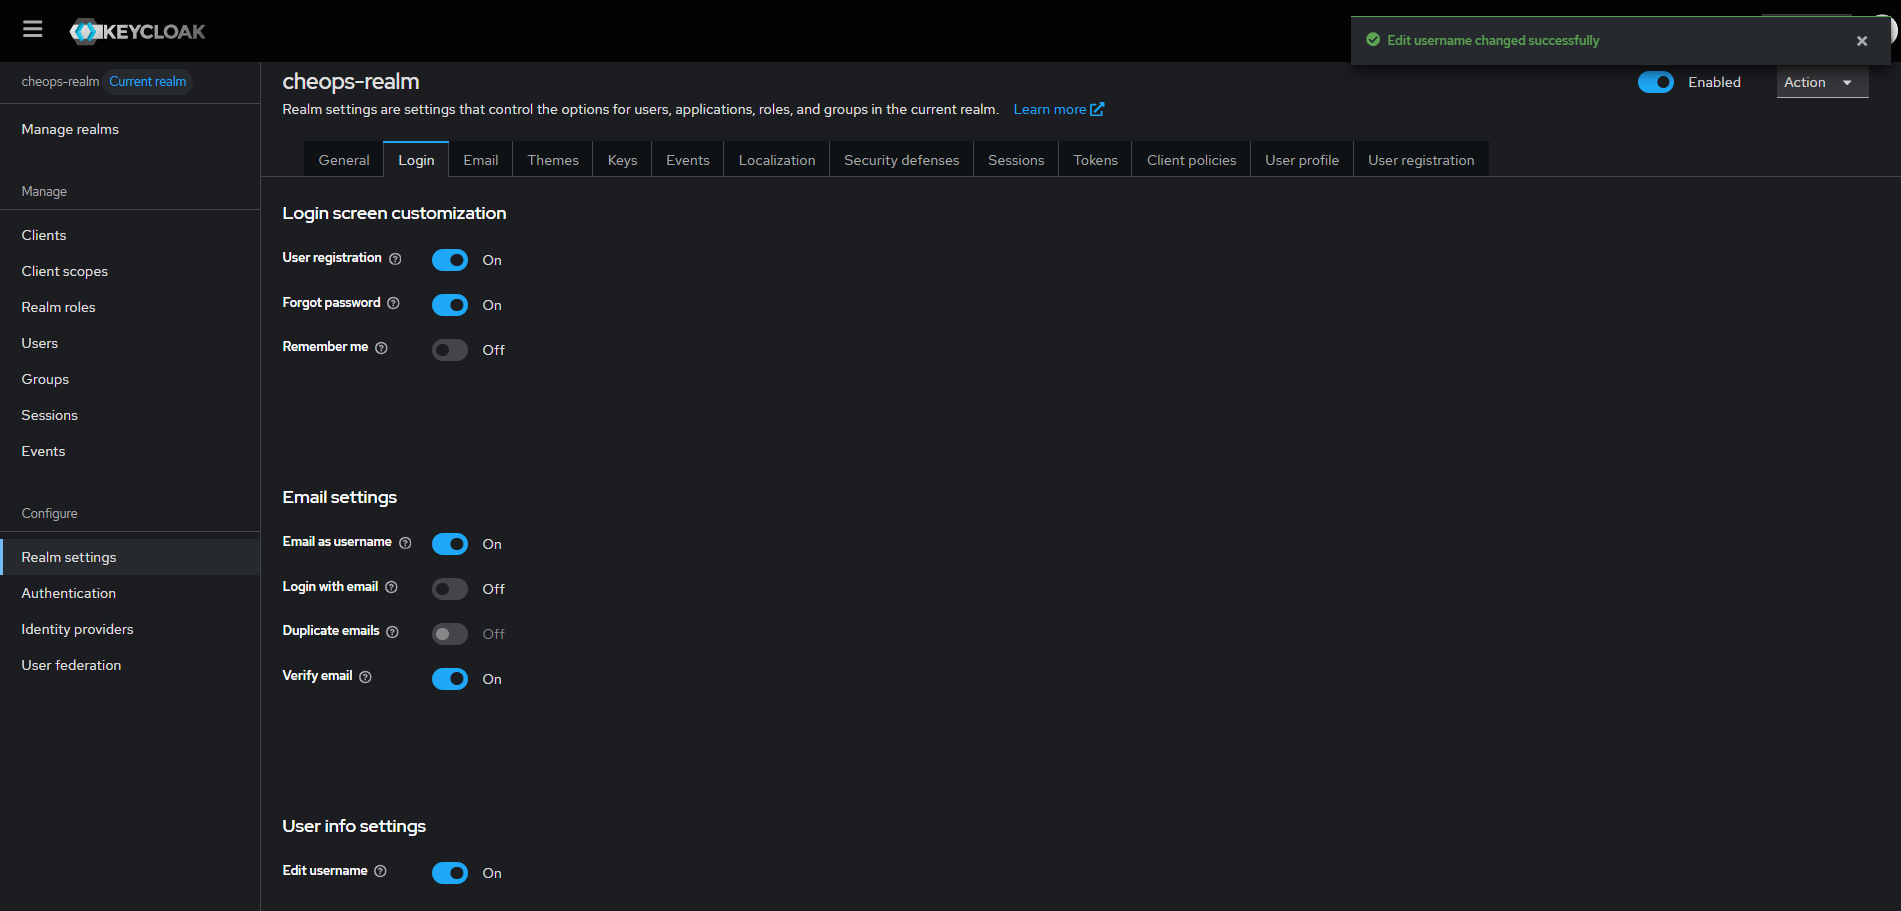 KEYCLOAK
Edit username changed successfully
cheops-realm Current realm
Manage realms
Manage
Clients
Client scopes
Realm roles
Users
Groups
Sessions
Events
Configure
Realm settings
Authentication
Identity providers
User federation
cheops-realm
Enabled
Action
Realm settings are settings that control the options for users, applications, roles, and groups in the current realm. Learn more
General Login Email Themes Keys Events Localization Security defenses Sessions Tokens Client policies User profile User registration
Login screen customization
User registration On
Forgot password On
Remember me Off
Email settings
Email as username On
Login with email Off
Duplicate emails Off
Verify email On
User info settings
Edit username On